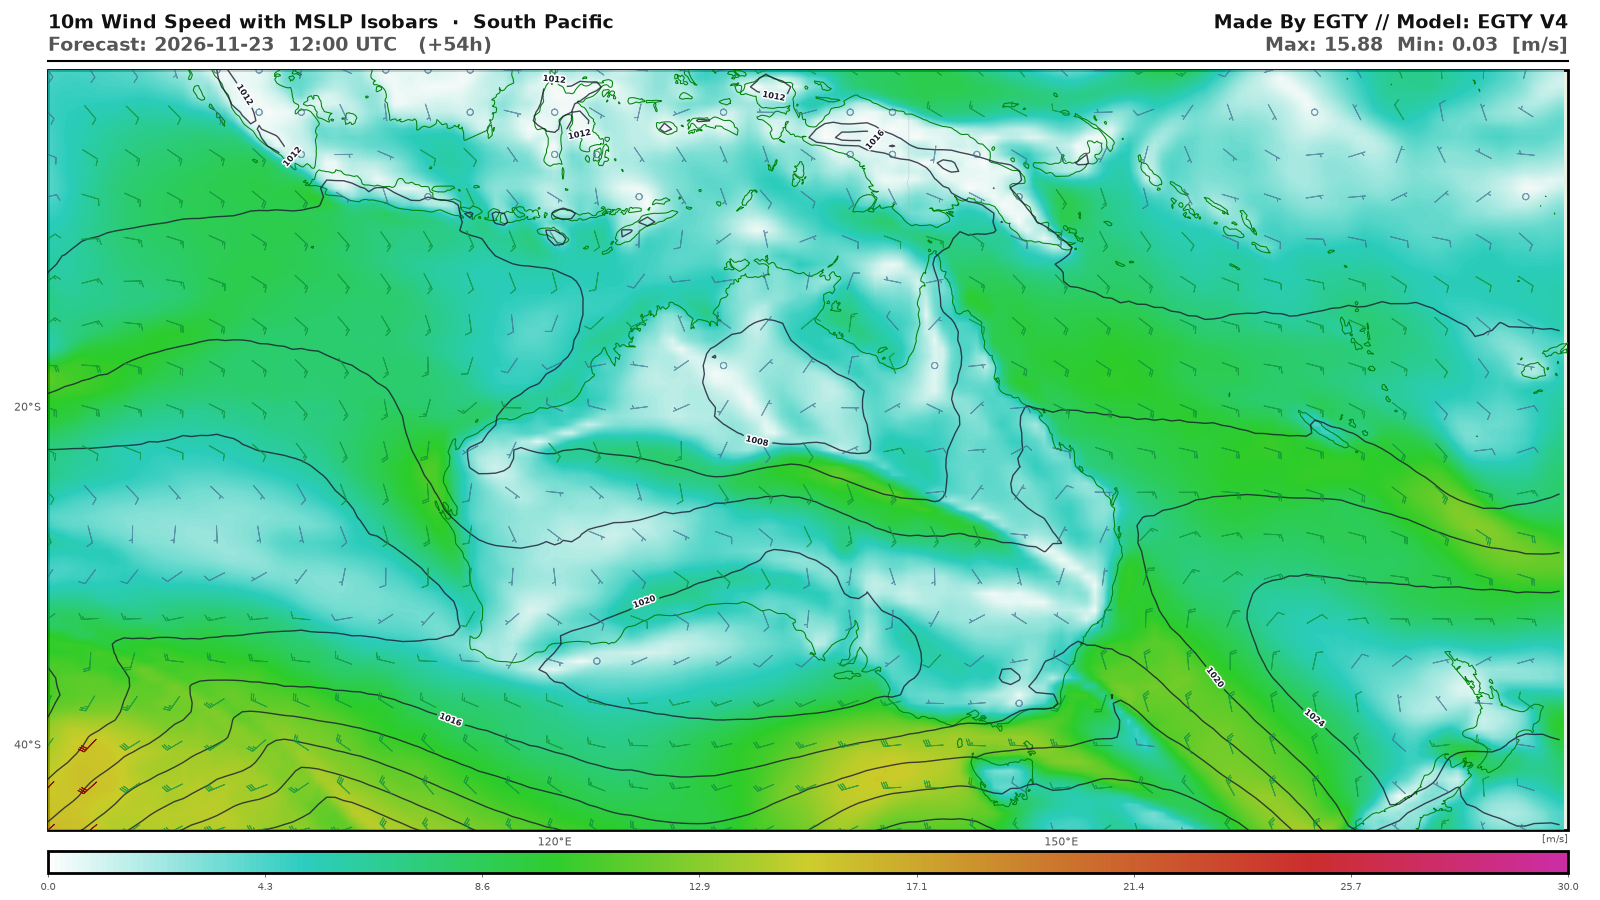 10m Wind Speed with MSLP Isobars · South Pacific
Made By EGTY // Model: EGTY V4
Forecast: 2026-11-23 12:00 UTC (+54h)
Max: 15.88 Min: 0.03 [m/s]
1012
1012
1012
1012
1012
1016
20°S
1008
1020
1020
1016
1024
40°S
120°E
150°E
[m/s]
0.0 4.3 8.6 12.9 17.1 21.4 25.7 30.0